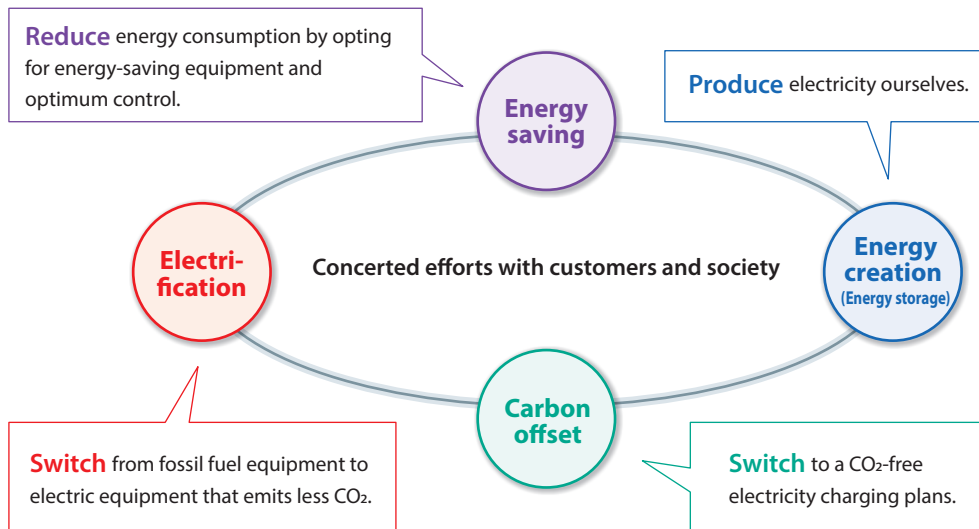 Reduce energy consumption by opting
for energy-saving equipment and
optimum control.
Energy
saving
Produce electricity ourselves.
Electri-
fication
Concerted efforts with customers and society
Energy
creation
(Energy storage)
Carbon
offset
Switch from fossil fuel equipment to
electric equipment that emits less CO₂.
Switch to a CO₂-free
electricity charging plans.